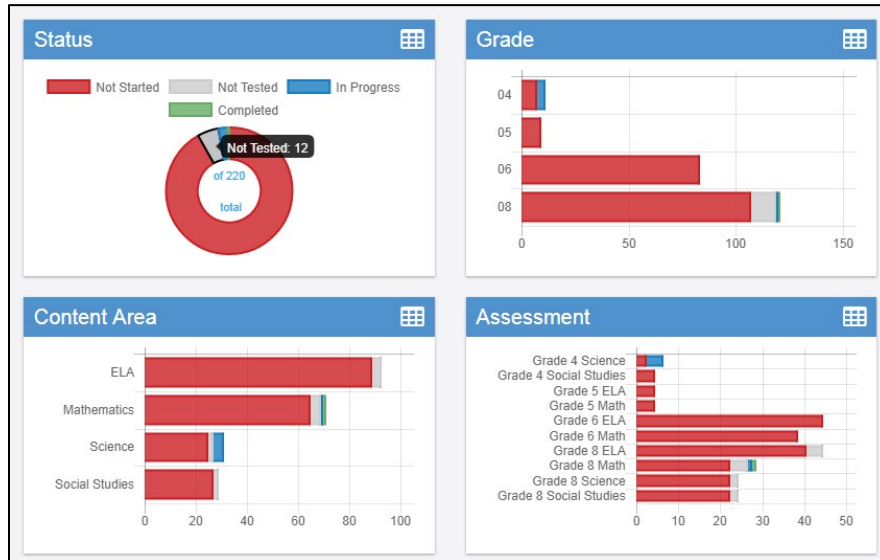 Status
Not Started Not Tested In Progress
Completed
Not Tested: 12
of 220
total
Grade
04
05
06
08
0 50 100 150
Content Area
ELA
Mathematics
Science
Social Studies
0 20 40 60 80 100
Assessment
Grade 4 Science
Grade 4 Social Studies
Grade 5 ELA
Grade 5 Math
Grade 6 ELA
Grade 6 Math
Grade 8 ELA
Grade 8 Math
Grade 8 Science
Grade 8 Social Studies
0 10 20 30 40 50